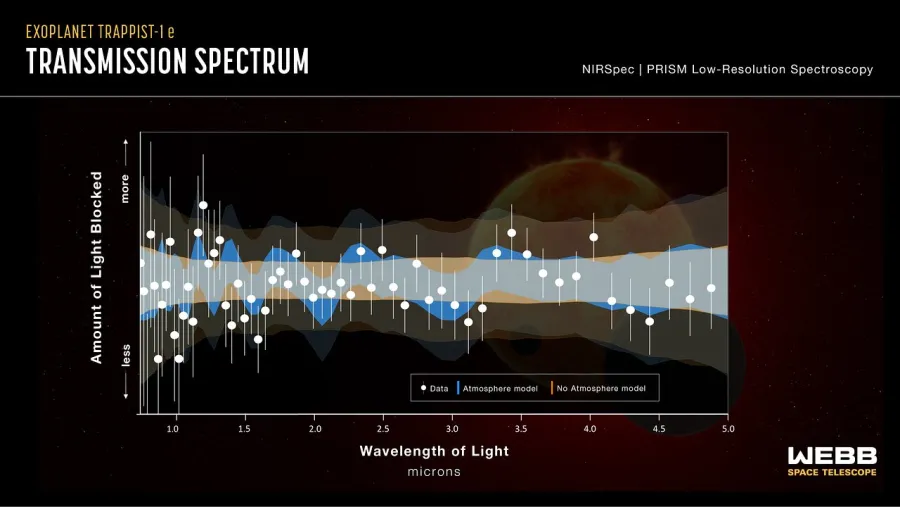 EXOPLANET TRAPPIST-1 e
TRANSMISSION SPECTRUM
NIRSpec | PRISM Low-Resolution Spectroscopy
more
Amount of Light Blocked
less
Data
Atmosphere model
No Atmosphere model
1.0 1.5 2.0 2.5 3.0 3.5 4.0 4.5 5.0
Wavelength of Light
microns
WEBB
SPACE TELESCOPE